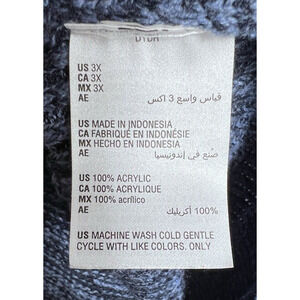 US 3X
CA 3X
MX 3X
AE قياس واسع 3 اكس
US MADE IN INDONESIA
CA FABRIQUÉ EN INDONÉSIE
MX HECHO EN INDONESIA
AE صُنع في إندونيسيا
US 100% ACRYLIC
CA 100% ACRYLIQUE
MX 100% acrílico
AE 100% أكريليك
US MACHINE WASH COLD GENTLE
CYCLE WITH LIKE COLORS. ONLY